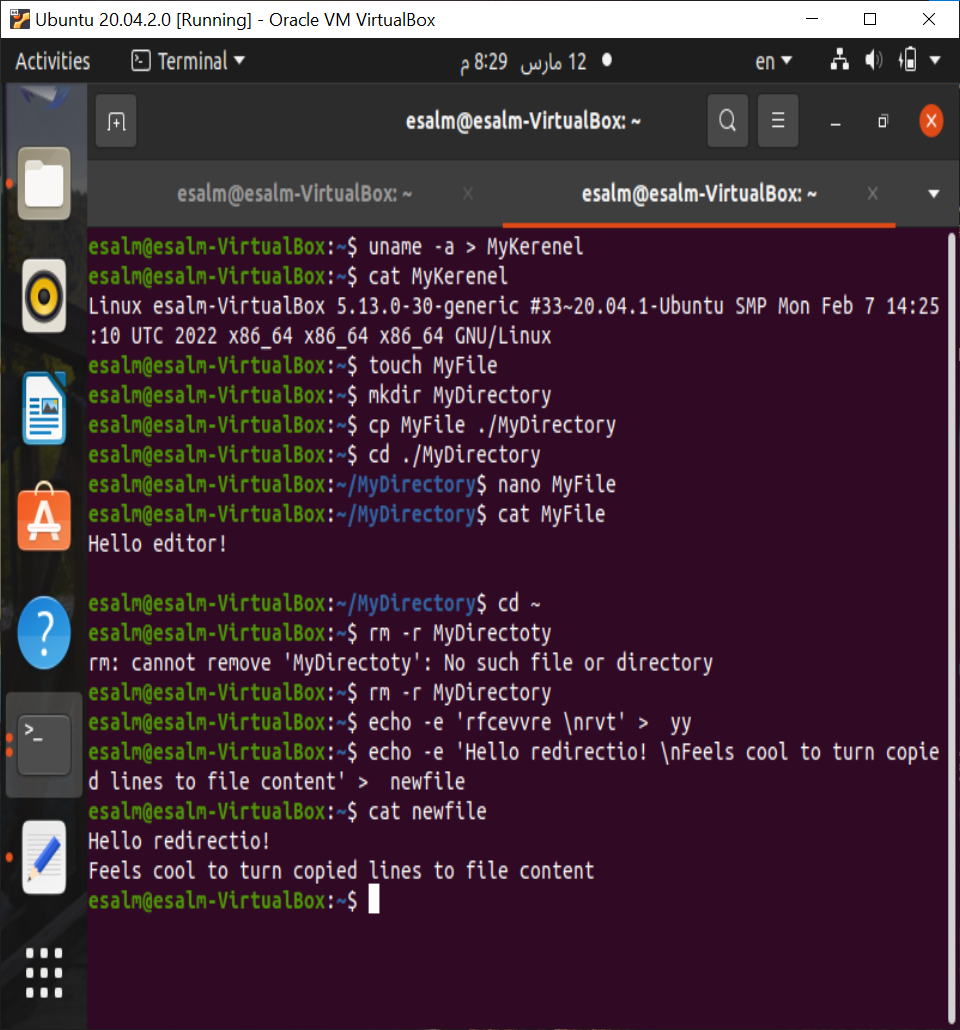 Ubuntu 20.04.2.0 [Running] - Oracle VM VirtualBox
Activities Terminal 12 مارس 8:29 م en
esalm@esalm-VirtualBox: ~
esalm@esalm-VirtualBox: ~ esalm@esalm-VirtualBox: ~
esalm@esalm-VirtualBox:~$ uname -a > MyKerenel
esalm@esalm-VirtualBox:~$ cat MyKerenel
Linux esalm-VirtualBox 5.13.0-30-generic #33~20.04.1-Ubuntu SMP Mon Feb 7 14:25
:10 UTC 2022 x86_64 x86_64 x86_64 GNU/Linux
esalm@esalm-VirtualBox:~$ touch MyFile
esalm@esalm-VirtualBox:~$ mkdir MyDirectory
esalm@esalm-VirtualBox:~$ cp MyFile ./MyDirectory
esalm@esalm-VirtualBox:~$ cd ./MyDirectory
esalm@esalm-VirtualBox:~/MyDirectory$ nano MyFile
esalm@esalm-VirtualBox:~/MyDirectory$ cat MyFile
Hello editor!
esalm@esalm-VirtualBox:~/MyDirectory$ cd ~
esalm@esalm-VirtualBox:~$ rm -r MyDirectoty
rm: cannot remove 'MyDirectoty': No such file or directory
esalm@esalm-VirtualBox:~$ rm -r MyDirectory
esalm@esalm-VirtualBox:~$ echo -e 'rfcevvre \nrvt' >  yy
esalm@esalm-VirtualBox:~$ echo -e 'Hello redirectio! \nFeels cool to turn copie
d lines to file content' >  newfile
esalm@esalm-VirtualBox:~$ cat newfile
Hello redirectio!
Feels cool to turn copied lines to file content
esalm@esalm-VirtualBox:~$